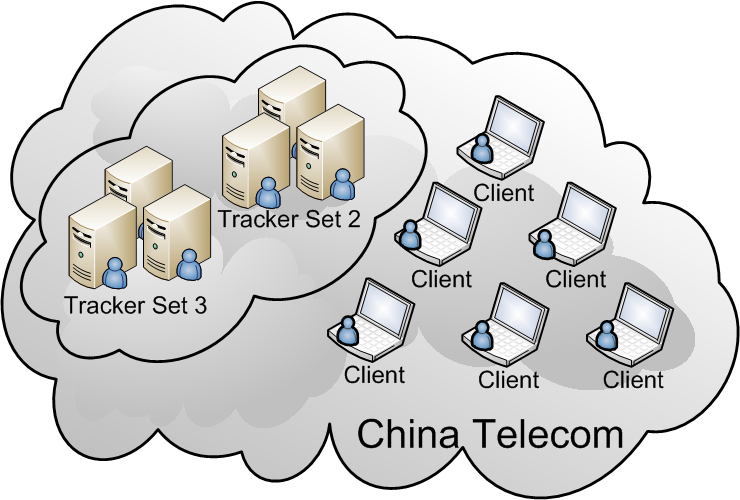 Client
Tracker Set 2
Client
Client
Tracker Set 3
Client
Client
Client
China Telecom